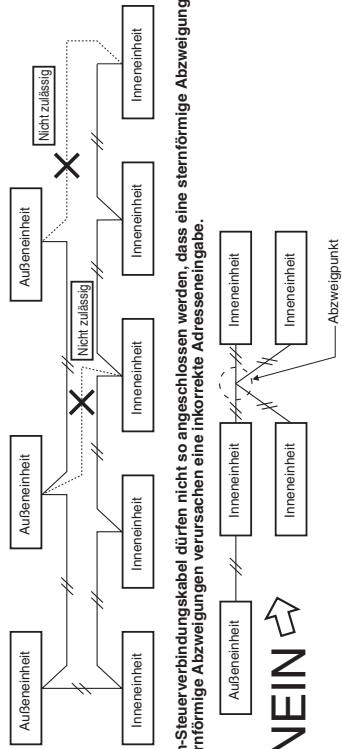 Außeneinheit
Außeneinheit
Außeneinheit
Nicht zulässig
Nicht zulässig
Inneneinheit
Inneneinheit
Inneneinheit
Inneneinheit
Inneneinheit
n-Steuerverbindungskabel dürfen nicht so angeschlossen werden, dass eine sternförmige Abzweigung
rnförmige Abzweigungen verursachen eine inkorrekte Adresseneingabe.
Außeneinheit
Inneneinheit
Inneneinheit
NEIN
Inneneinheit
Inneneinheit
Abzweigpunkt